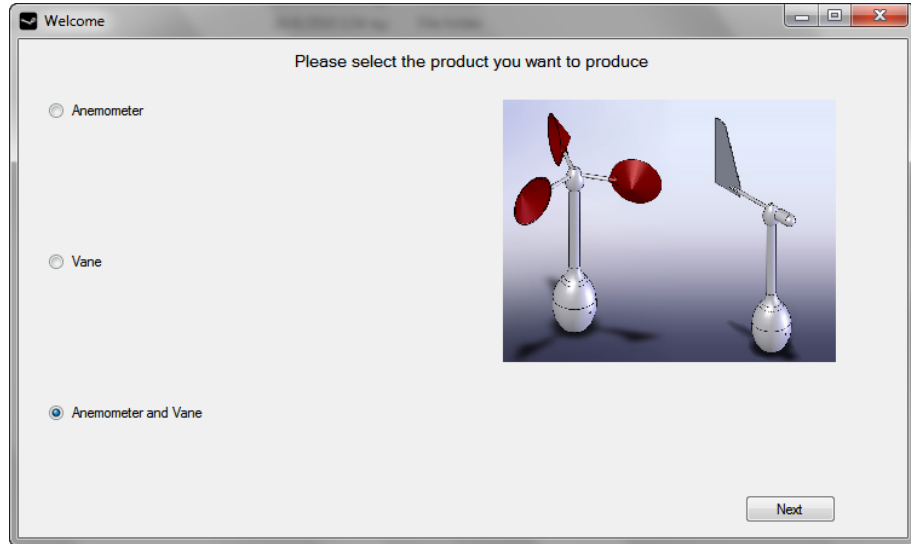 Welcome
Please select the product you want to produce
Anemometer
Vane
Anemometer and Vane
Next